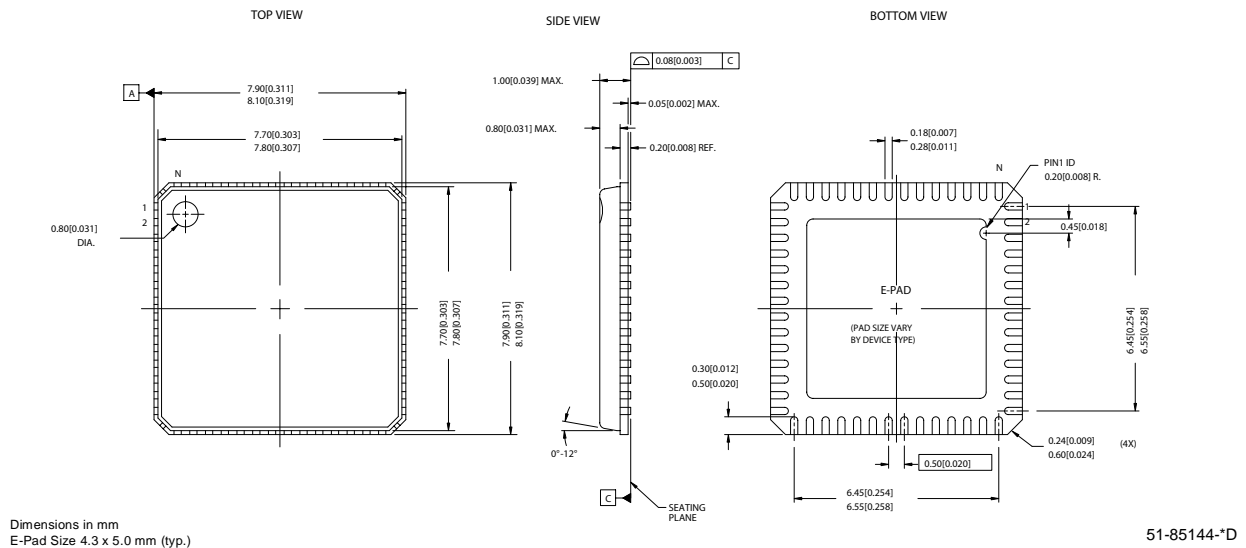 TOP VIEW
SIDE VIEW
BOTTOM VIEW
A
7.90[0.311]
8.10[0.319]
7.70[0.303]
7.80[0.307]
N
1
2
0.80[0.031]
DIA.
7.70[0.303]
7.80[0.307]
7.90[0.311]
8.10[0.319]
0.08[0.003] C
1.00[0.039] MAX.
0.05[0.002] MAX.
0.80[0.031] MAX.
0.20[0.008] REF.
0°-12°
C
SEATING
PLANE
0.18[0.007]
0.28[0.011]
N
PIN1 ID
0.20[0.008] R.
1
2
0.45[0.018]
E-PAD
(PAD SIZE VARY
BY DEVICE TYPE)
6.45[0.254]
6.55[0.258]
0.30[0.012]
0.50[0.020]
0.24[0.009]
0.60[0.024]
(4X)
0.50[0.020]
6.45[0.254]
6.55[0.258]
Dimensions in mm
E-Pad Size 4.3 x 5.0 mm (typ.)
51-85144-*D